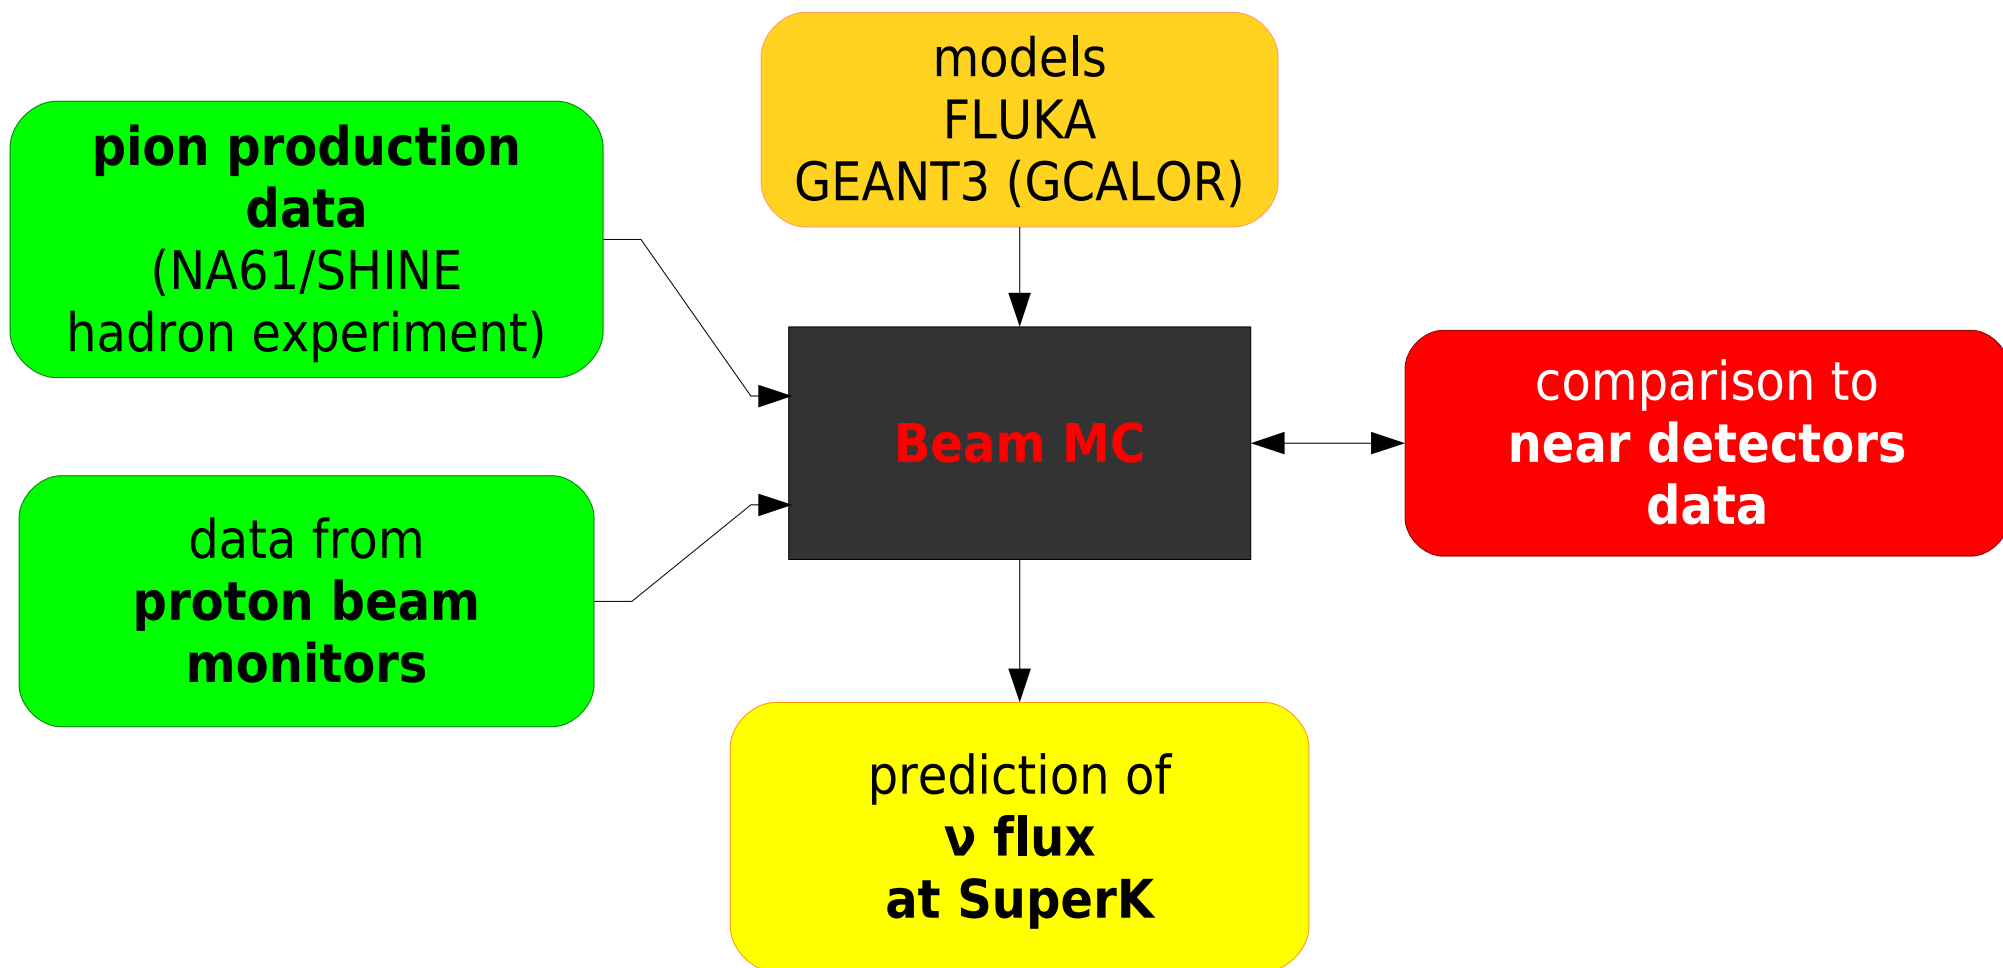 models
FLUKA
GEANT3 (GCALOR)
pion production
data
(NA61/SHINE
hadron experiment)
Beam MC
comparison to
near detectors
data
data from
proton beam
monitors
prediction of
ν flux
at SuperK